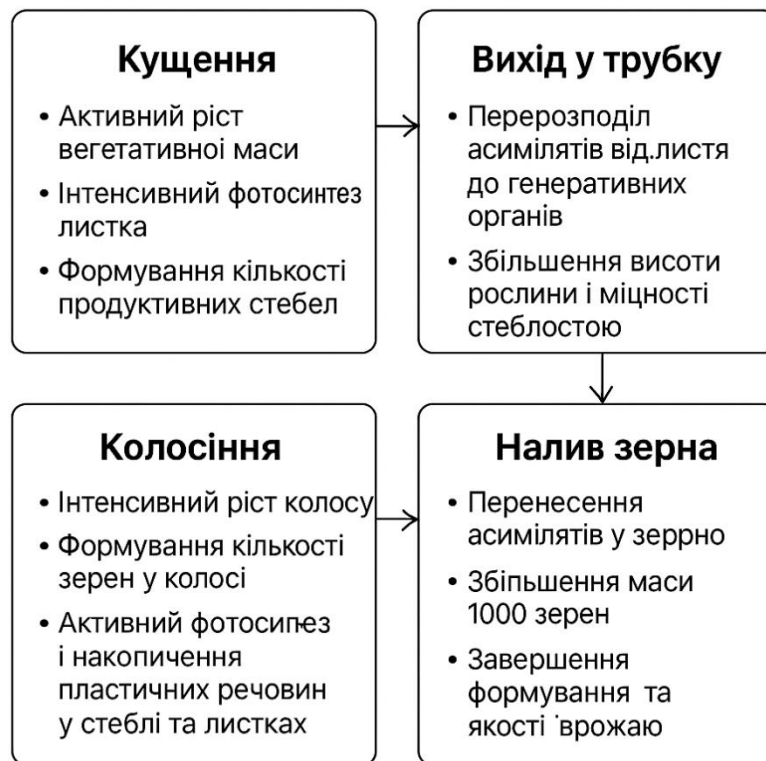 Кущення
• Активний ріст
вегетативної маси
• Інтенсивний фотосинтез
листка
• Формування кількості
продуктивних стебел
Вихід у трубку
• Перерозподіл
асимілятів від.листя
до генеративних
органів
• Збільшення висоти
рослини і міцності
стеблостою
Колосіння
• Інтенсивний ріст колосу
• Формування кількості
зерен у колосі
• Активний
і накопичення
пластичних речовин
у стеблі та листках
Налив зерна
• Перенесення
асимілятів у зеррно
• Збіпьшення маси
1000 зерен
• Завершення
формування та
якості врожаю